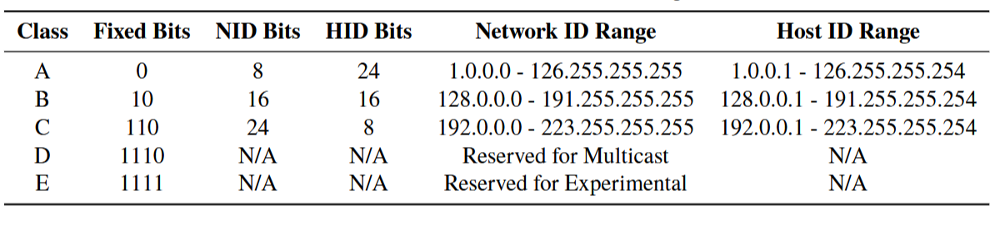 Class Fixed Bits NID Bits HID Bits Network ID Range Host ID Range
A 0 8 24 1.0.0.0 - 126.255.255.255 1.0.0.1 - 126.255.255.254
B 10 16 16 128.0.0.0 - 191.255.255.255 128.0.0.1 - 191.255.255.254
C 110 24 8 192.0.0.0 - 223.255.255.255 192.0.0.1 - 223.255.255.254
D 1110 N/A N/A Reserved for Multicast N/A
E 1111 N/A N/A Reserved for Experimental N/A